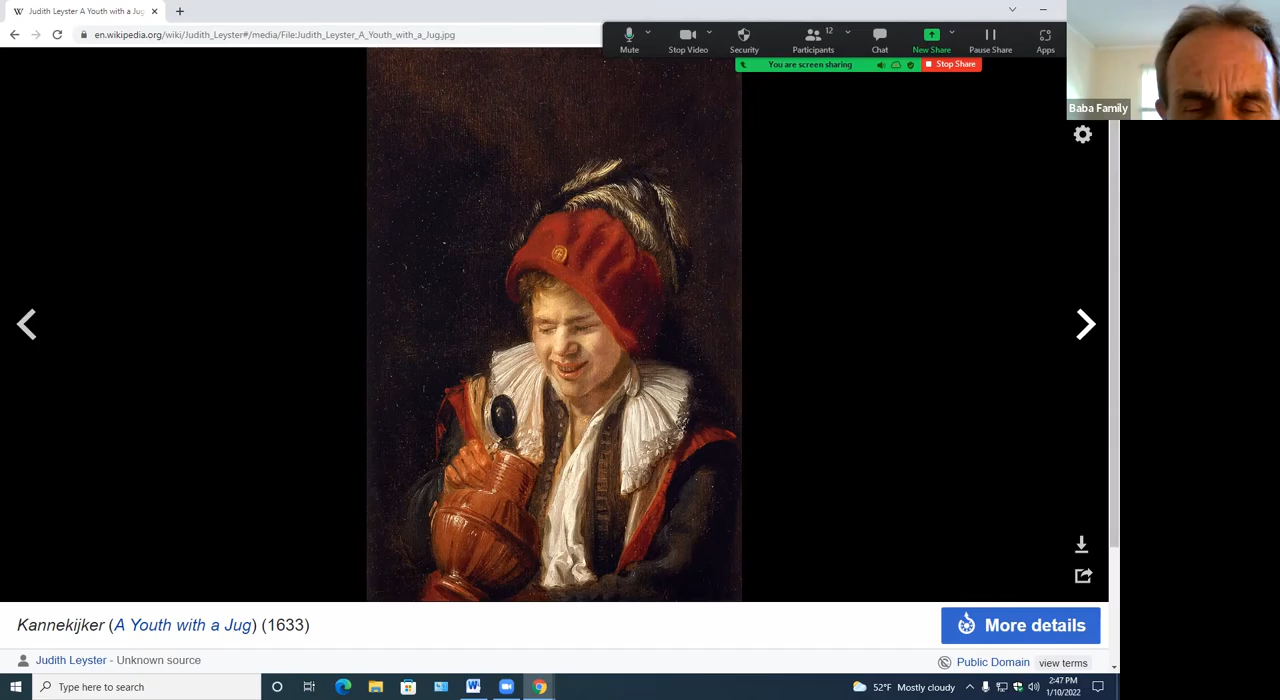 Judith Leyster A Youth with a Jug
en.wikipedia.org/wiki/Judith_Leyster#/media/File:Judith_Leyster_A_Youth_with_a_Jug.jpg
Mute
Stop Video
Security
12
Participants
Chat
New Share
Pause Share
Apps
You are screen sharing
Stop Share
Baba Family
Kannekijker (A Youth with a Jug) (1633)
More details
Judith Leyster - Unknown source
Public Domain
view terms
Type here to search
52°F Mostly cloudy
2:47 PM
1/10/2022